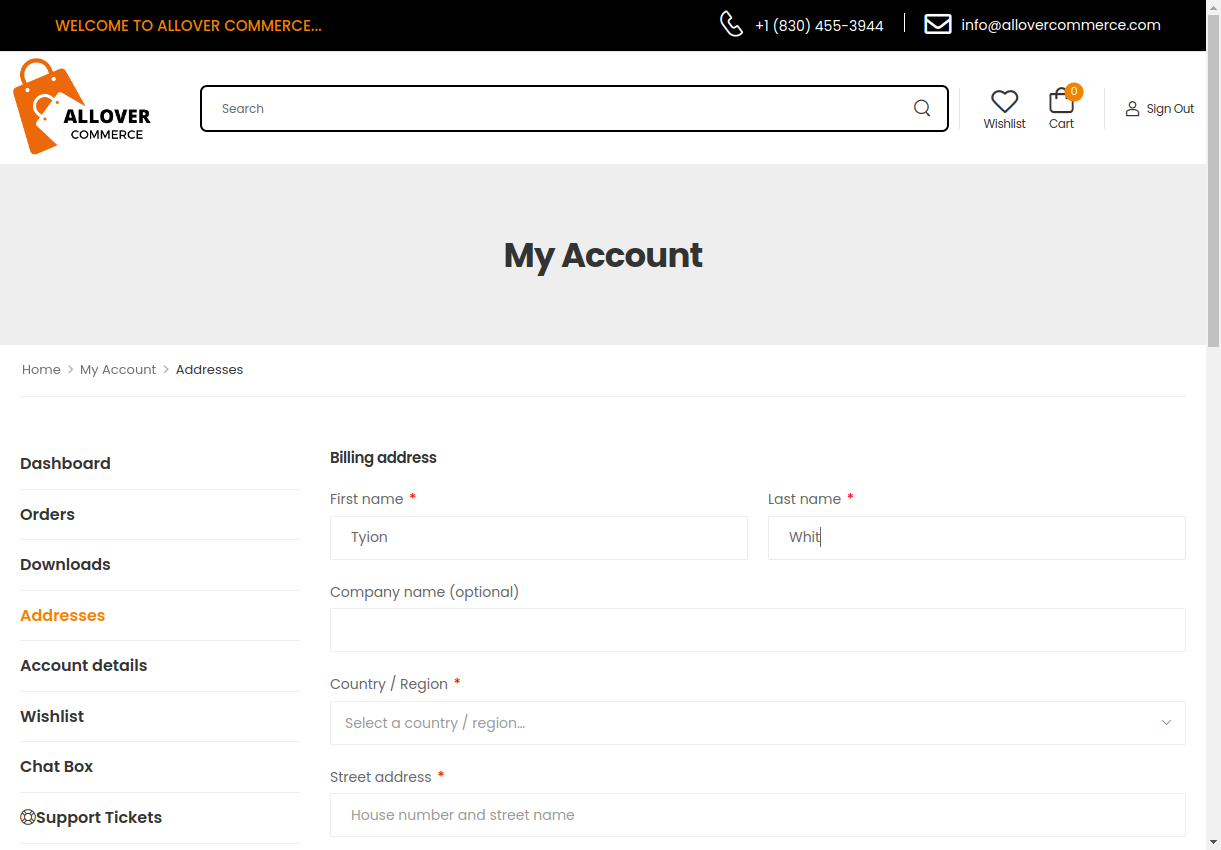 WELCOME TO ALLOVER COMMERCE...
+1 (830) 455-3944
info@allovercommerce.com
ALLOVER
COMMERCE
Search
Wishlist
0
Cart
Sign Out
My Account
Home > My Account > Addresses
Dashboard
Orders
Downloads
Addresses
Account details
Wishlist
Chat Box
Support Tickets
Billing address
First name *
Tyion
Last name *
Whit
Company name (optional)
Country / Region *
Select a country / region...
Street address *
House number and street name